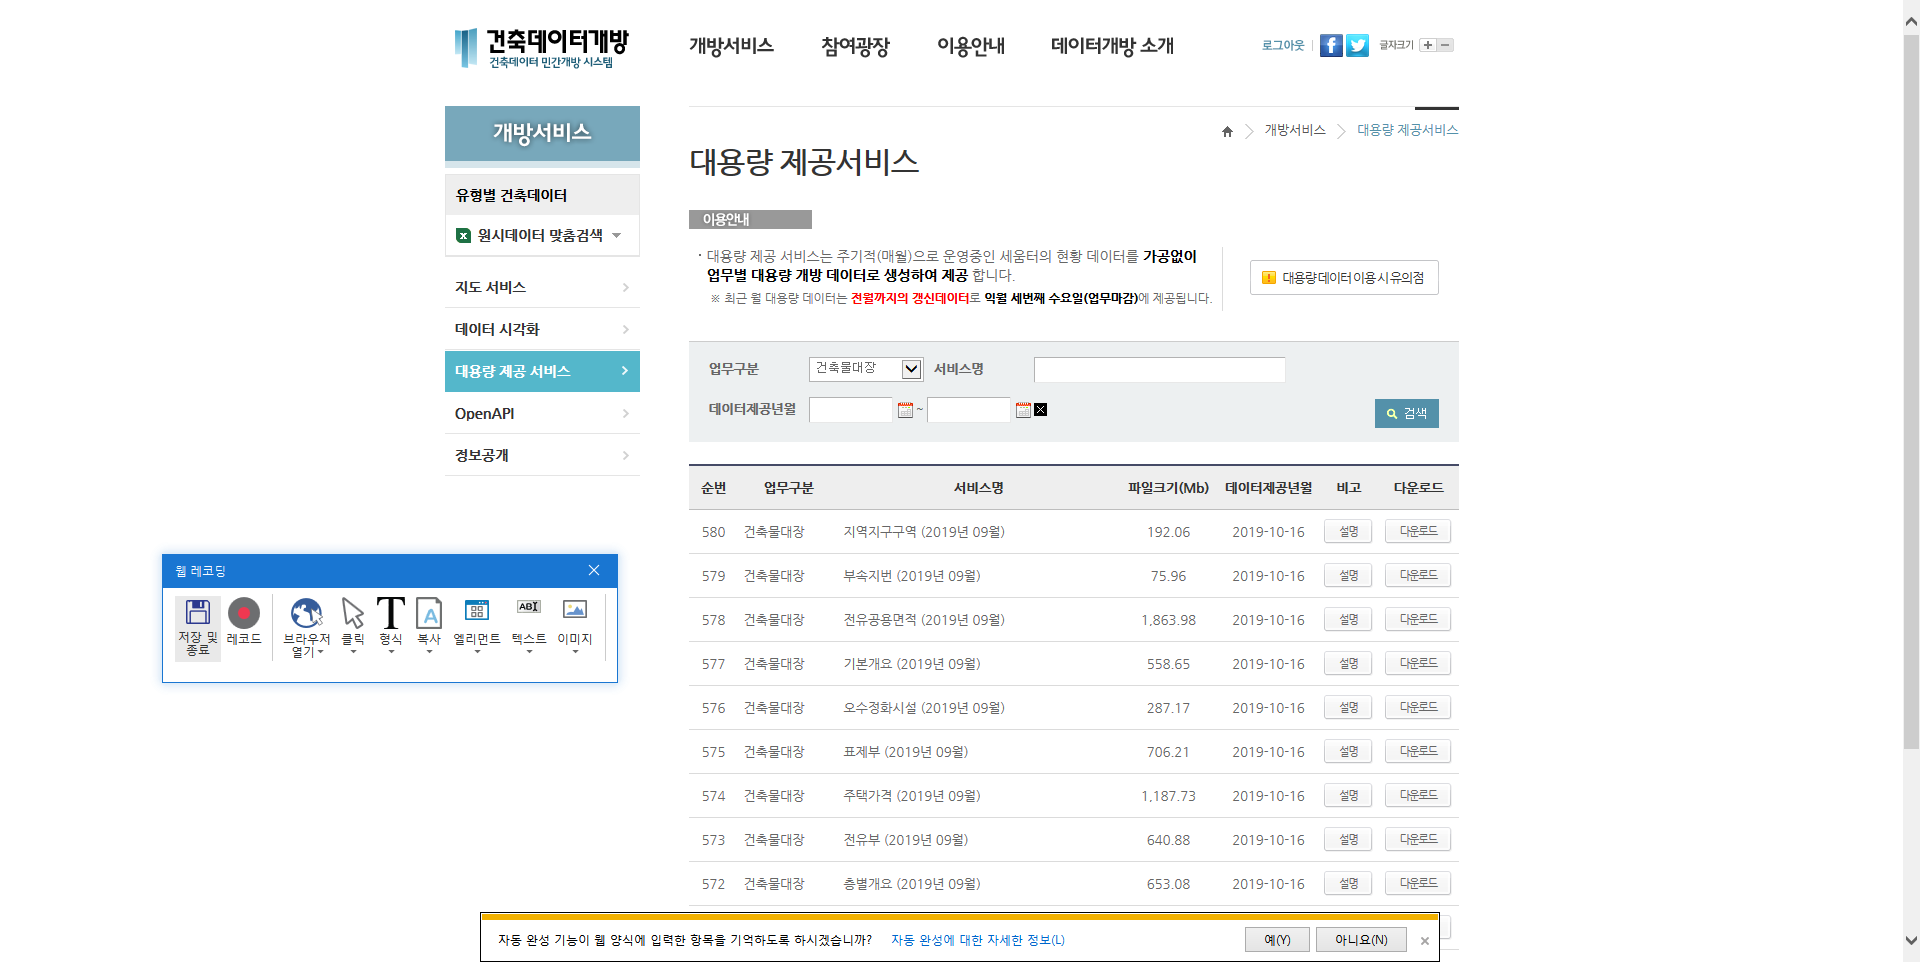 건축데이터개방
건축데이터 민간개방 시스템
개방서비스 참여광장 이용안내 데이터개방 소개
로그아웃 글자크기
개방서비스
유형별 건축데이터
원시데이터 맞춤검색
지도 서비스
데이터 시각화
대용량 제공 서비스
OpenAPI
정보공개
개방서비스 대용량 제공서비스
대용량 제공서비스
이용안내
· 대용량 제공 서비스는 주기적(매월)으로 운영중인 세움터의 현황 데이터를 가공없이
업무별 대용량 개방 데이터로 생성하여 제공 합니다.
※ 최근 월 대용량 데이터는 전월까지의 갱신데이터로 익월 세번째 수요일(업무마감)에 제공됩니다.
대용량 데이터 이용 시 유의점
업무구분 건축물대장 서비스명
데이터제공년월 ~
검색
순번 업무구분 서비스명 파일크기(Mb) 데이터제공년월 비고 다운로드
580 건축물대장 지역지구구역 (2019년 09월) 192.06 2019-10-16 설명 다운로드
579 건축물대장 부속지번 (2019년 09월) 75.96 2019-10-16 설명 다운로드
578 건축물대장 전유공용면적 (2019년 09월) 1,863.98 2019-10-16 설명 다운로드
577 건축물대장 기본개요 (2019년 09월) 558.65 2019-10-16 설명 다운로드
576 건축물대장 오수정화시설 (2019년 09월) 287.17 2019-10-16 설명 다운로드
575 건축물대장 표제부 (2019년 09월) 706.21 2019-10-16 설명 다운로드
574 건축물대장 주택가격 (2019년 09월) 1,187.73 2019-10-16 설명 다운로드
573 건축물대장 전유부 (2019년 09월) 640.88 2019-10-16 설명 다운로드
572 건축물대장 층별개요 (2019년 09월) 653.08 2019-10-16 설명 다운로드
웹 레코딩
저장 및 종료
레코드
브라우저 열기
클릭
형식
복사
엘리먼트
텍스트
이미지
자동 완성 기능이 웹 양식에 입력한 항목을 기억하도록 하시겠습니까? 자동 완성에 대한 자세한 정보(L) 예(Y) 아니요(N)